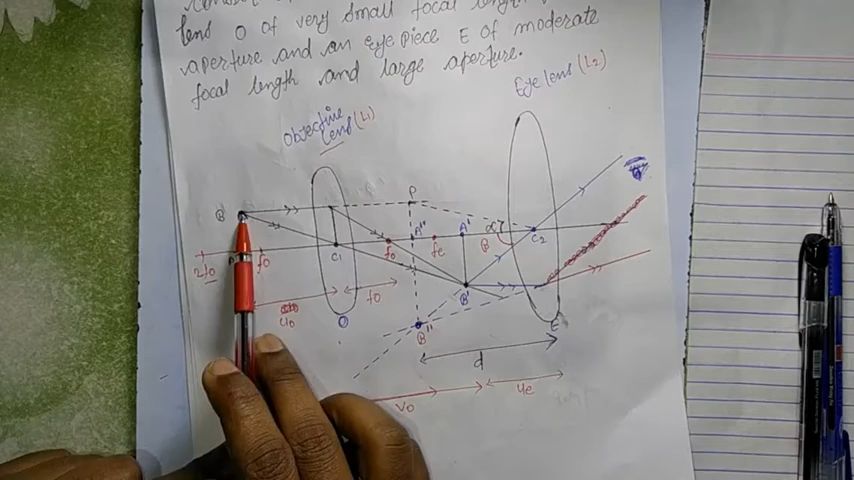 lens O of very small focal length
aperture and an eye piece E of moderate
focal length and large aperture.
Eye lens (L2)
Objective
lens (L1)
B
P
A"
A'
α
β
C1
fo
fe
C2
2fo
fo
B'
uo
fo
O
B"
E
d
vo
ue